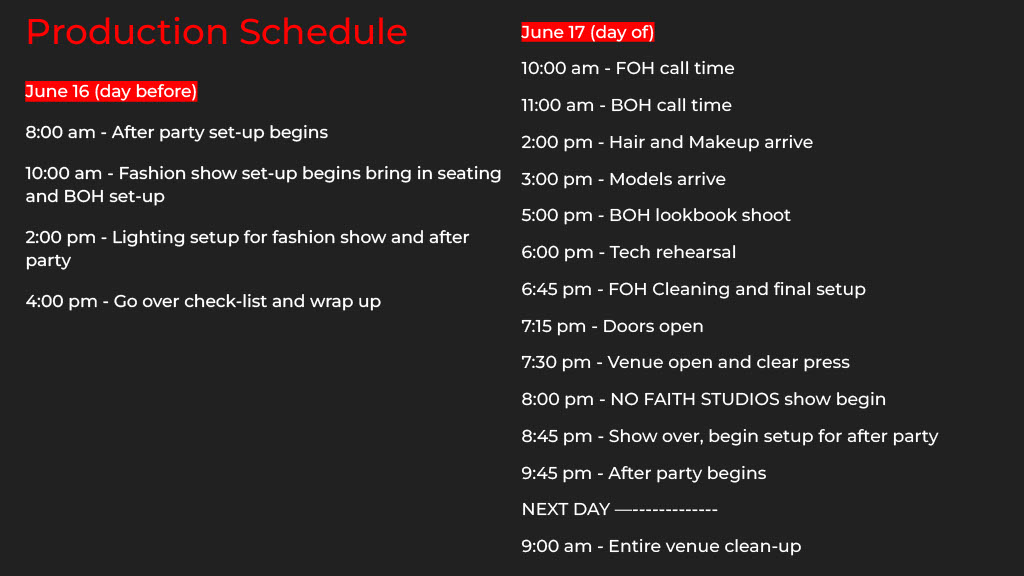 Production Schedule
June 16 (day before)
8:00 am - After party set-up begins
10:00 am - Fashion show set-up begins bring in seating
and BOH set-up
2:00 pm - Lighting setup for fashion show and after
party
4:00 pm - Go over check-list and wrap up
June 17 (day of)
10:00 am - FOH call time
11:00 am - BOH call time
2:00 pm - Hair and Makeup arrive
3:00 pm - Models arrive
5:00 pm - BOH lookbook shoot
6:00 pm - Tech rehearsal
6:45 pm - FOH Cleaning and final setup
7:15 pm - Doors open
7:30 pm - Venue open and clear press
8:00 pm - NO FAITH STUDIOS show begin
8:45 pm - Show over, begin setup for after party
9:45 pm - After party begins
NEXT DAY —--------------
9:00 am - Entire venue clean-up